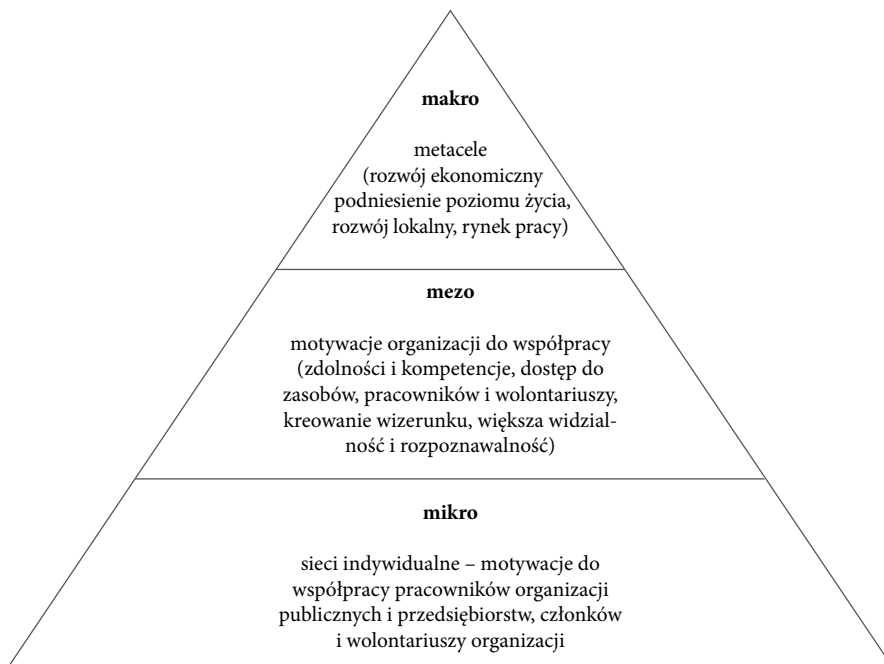 makro
metacele
(rozwój ekonomiczny
podniesienie poziomu życia,
rozwój lokalny, rynek pracy)
mezo
motywacje organizacji do współpracy
(zdolności i kompetencje, dostęp do
zasobów, pracowników i wolontariuszy,
kreowanie wizerunku, większa widzial-
ność i rozpoznawalność)
mikro
sieci indywidualne – motywacje do
współpracy pracowników organizacji
publicznych i przedsiębiorstw, członków
i wolontariuszy organizacji